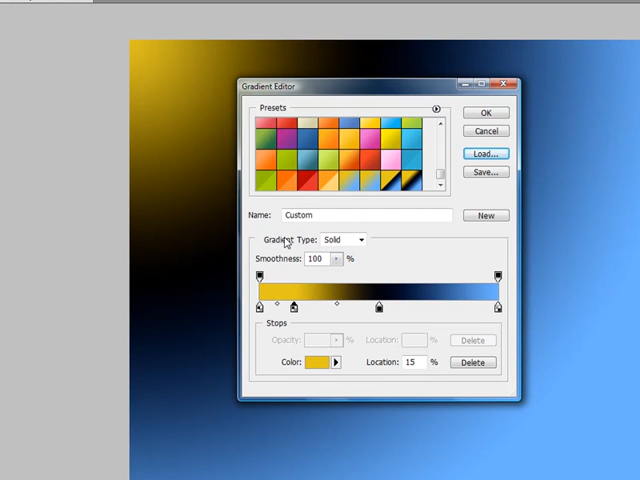 Gradient Editor
Presets
OK
Cancel
Load...
Save...
Name: Custom New
Gradient Type: Solid
Smoothness: 100 %
Stops
Opacity: % Location: % Delete
Color: Location: 15 % Delete